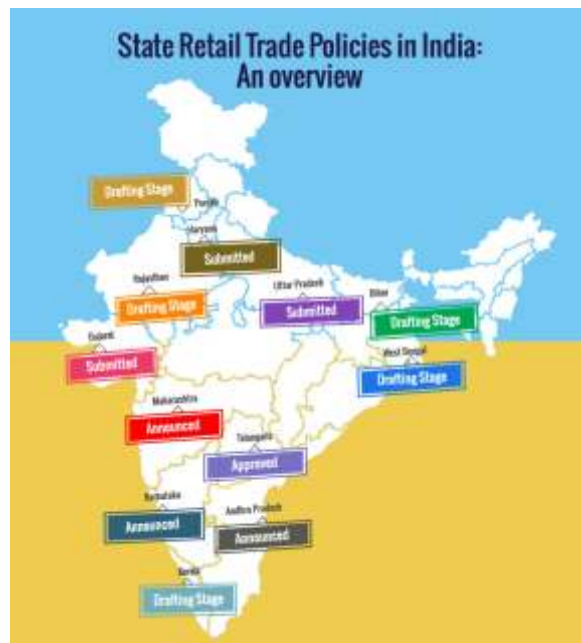 State Retail Trade Policies in India:
An overview
Drafting Stage
Punjab
Haryana
Submitted
Rajasthan
Drafting Stage
Uttar Pradesh
Submitted
Bihar
Drafting Stage
Gujarat
Submitted
West Bengal
Drafting Stage
Maharashtra
Announced
Telangana
Approved
Karnataka
Announced
Andhra Pradesh
Announced
Kerala
Drafting Stage